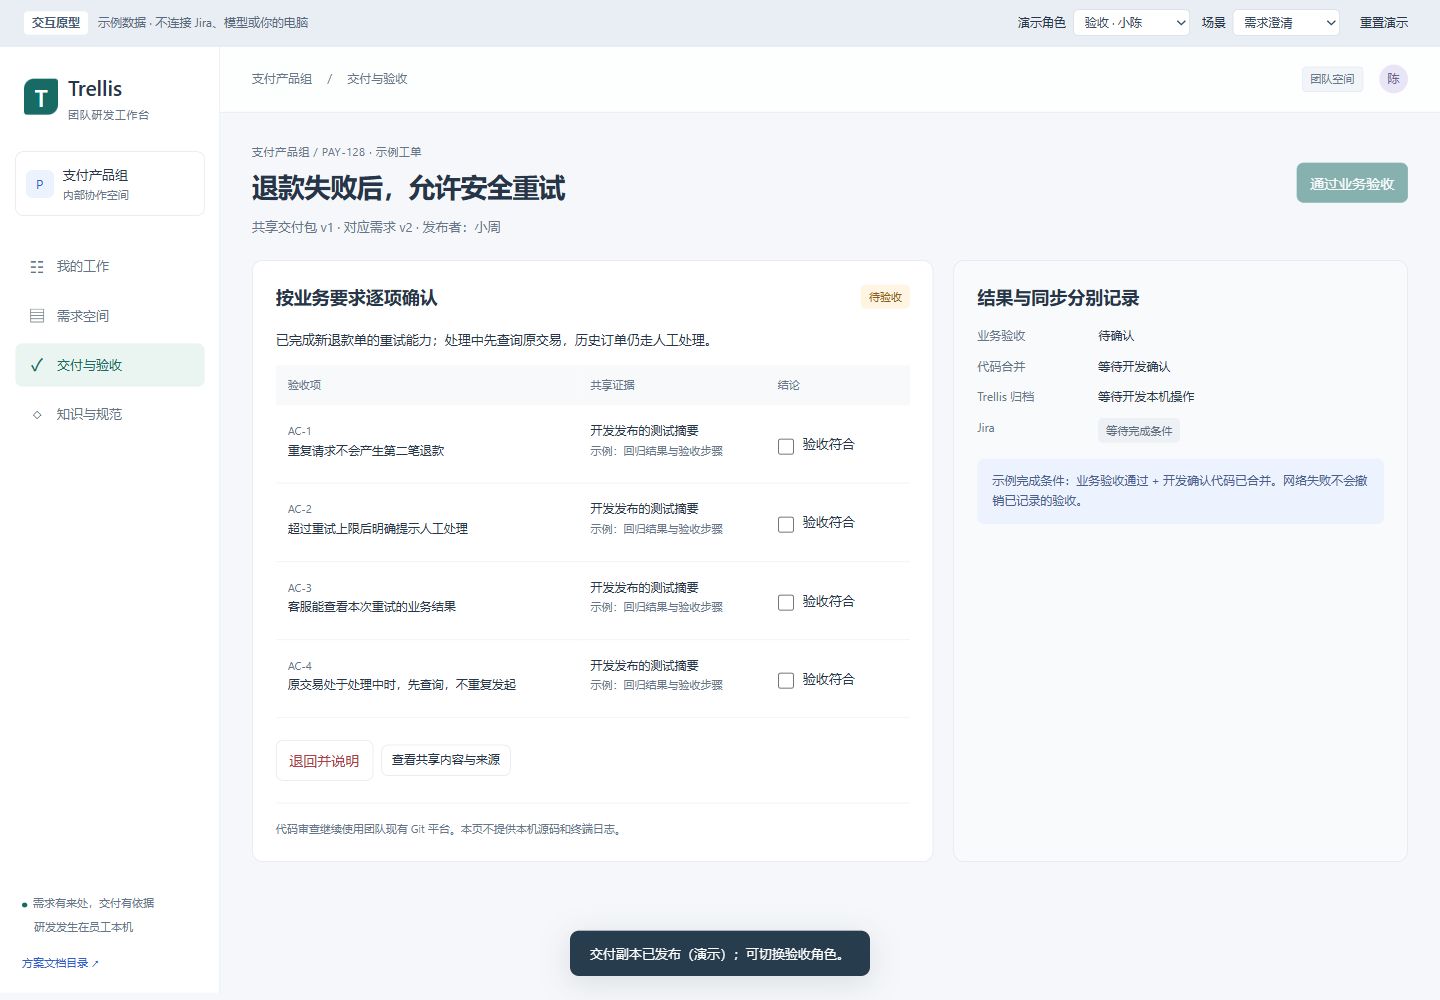 交互原型 示例数据 · 不连接 Jira、模型或你的电脑 演示角色 验收 · 小陈 场景 需求澄清 重置演示
T Trellis
团队研发工作台
P 支付产品组
内部协作空间
我的工作
需求空间
交付与验收
知识与规范
需求有来处，交付有依据
研发发生在员工本机
方案文档目录 ↗
支付产品组 / 交付与验收 团队空间 陈
支付产品组 / PAY-128 · 示例工单
退款失败后，允许安全重试
共享交付包 v1 · 对应需求 v2 · 发布者：小周
通过业务验收
按业务要求逐项确认 待验收
已完成新退款单的重试能力；处理中先查询原交易，历史订单仍走人工处理。
验收项 共享证据 结论
AC-1
重复请求不会产生第二笔退款
开发发布的测试摘要
示例：回归结果与验收步骤
验收符合
AC-2
超过重试上限后明确提示人工处理
开发发布的测试摘要
示例：回归结果与验收步骤
验收符合
AC-3
客服能查看本次重试的业务结果
开发发布的测试摘要
示例：回归结果与验收步骤
验收符合
AC-4
原交易处于处理中时，先查询，不重复发起
开发发布的测试摘要
示例：回归结果与验收步骤
验收符合
退回并说明 查看共享内容与来源
代码审查继续使用团队现有 Git 平台。本页不提供本机源码和终端日志。
结果与同步分别记录
业务验收 待确认
代码合并 等待开发确认
Trellis 归档 等待开发本机操作
Jira 等待完成条件
示例完成条件：业务验收通过 + 开发确认代码已合并。网络失败不会撤
销已记录的验收。
交付副本已发布（演示）；可切换验收角色。